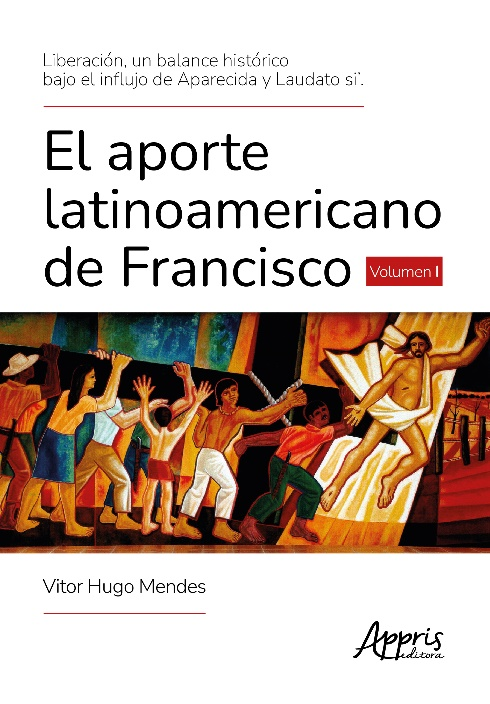 Liberación, un balance histórico
bajo el influjo de Aparecida y Laudato si'.
El aporte
latinoamericano
de Francisco Volumen I
Vitor Hugo Mendes
Appris
editora